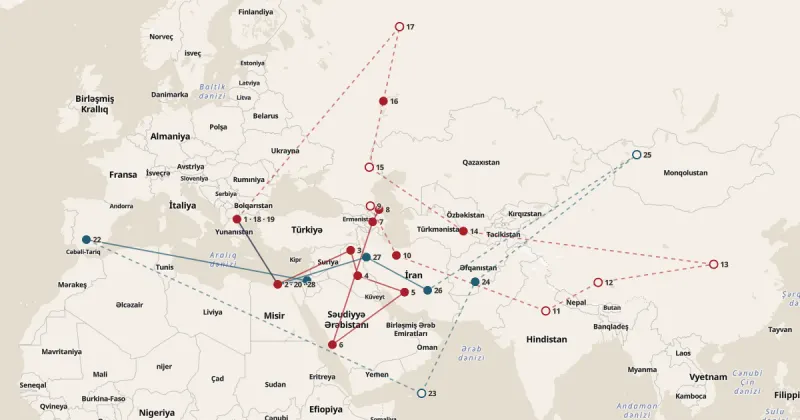 Finlandiya
17
Norveç
isveç
Estoniya
Baltik
dənizi
Latviya
Danimarka
Litva
Birləşmiş
Krallıq
16
Polşa
Belarus
Almaniya
Ukrayna
25
Avstriya
15
Qazaxıstan
Fransa
İsveçrə
Sloveniya
Rumıniya
Monqolustan
Serbiya
Andorra
İtaliya
Bolqarıstan
9
8
Özbəkistan
Qırğızıstan
1 - 18 - 19
Ermənistan
7
Yunanıstan
Türkiyə
Türkmənistan
14
Tacikistan
22
Cəbəli-Tariq
Aralıq
dənizi
3
27
10
Kipr
Suriya
13
Tunis
4
İran
Əfqanıstan
Mərakeş
2 - 20 - 28
24
12
5
26
Nepal
Əlcəzair
Liviya
Misir
Küveyt
Butan
11
Səudiyyə
Ərəbistanı
Birləşmiş Ərəb
Əmirətləri
Banqladeş
Tayvan
6
Hindistan
Oman
Ərəb
dənizi
Laos
Mavritaniya
Myanma
Mali
nijer
Çad
Sudan
Eritreya
Yemən
Vyetnam
Cənubi
Çin
dənizi
Seneqal
Burkina-Faso
23
Kamboca
Qvineya
Nigeriya
Efiopiya
Andaman